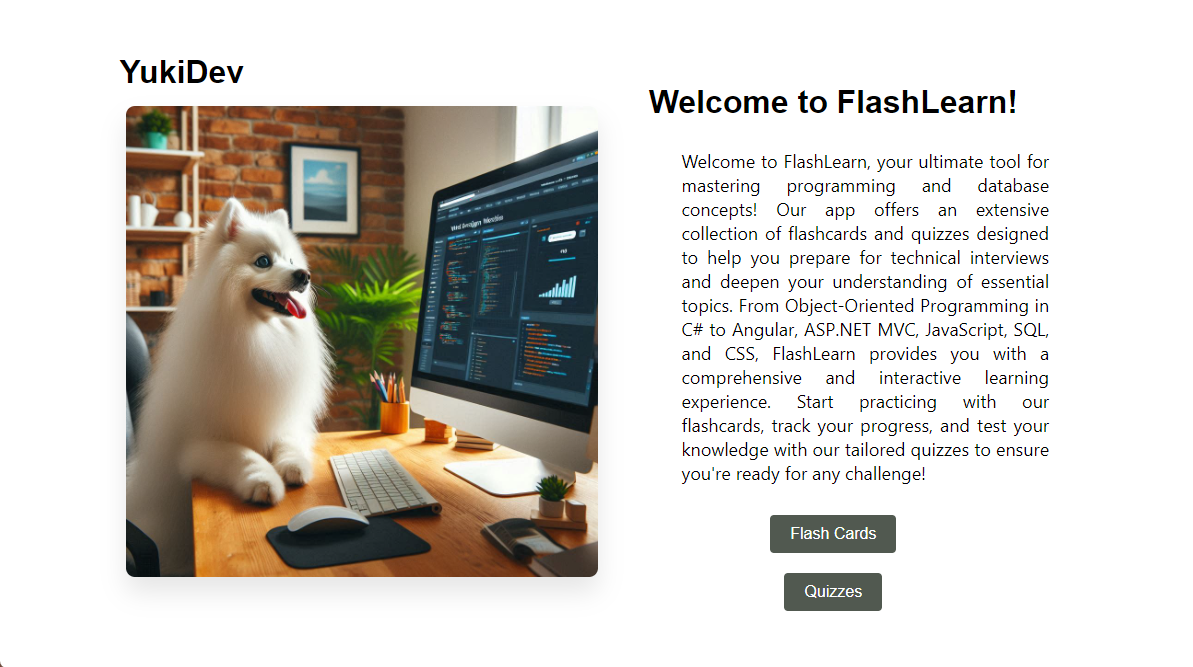 YukiDev
Welcome to FlashLearn!
Welcome to FlashLearn, your ultimate tool for
mastering programming and database
concepts! Our app offers an extensive
collection of flashcards and quizzes designed
to help you prepare for technical interviews
and deepen your understanding of essential
topics. From Object-Oriented Programming in
C# to Angular, ASP.NET MVC, JavaScript, SQL,
and CSS, FlashLearn provides you with a
comprehensive and interactive learning
experience. Start practicing with our
flashcards, track your progress, and test your
knowledge with our tailored quizzes to ensure
you're ready for any challenge!
Flash Cards
Quizzes